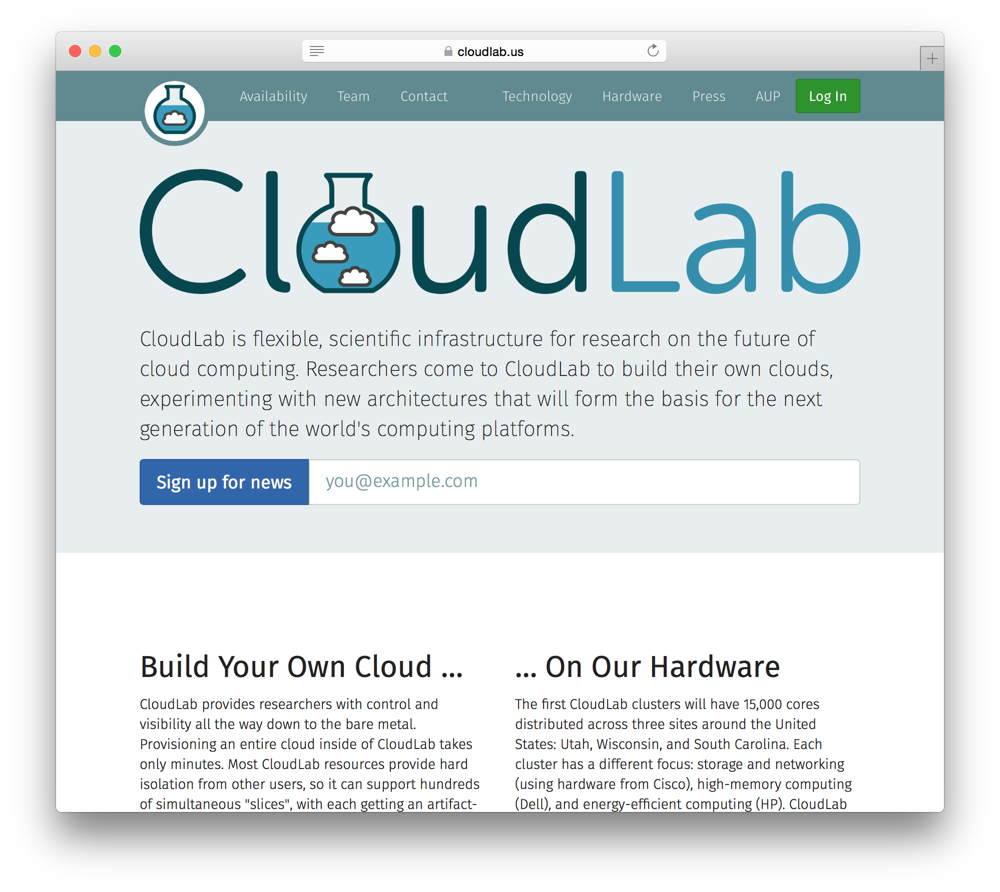 cloudlab.us
Availability
Team
Contact
Technology
Hardware
Press
AUP
Log In
CloudLab
CloudLab is flexible, scientific infrastructure for research on the future of
cloud computing. Researchers come to CloudLab to build their own clouds,
experimenting with new architectures that will form the basis for the next
generation of the world's computing platforms.
Sign up for news
you@example.com
Build Your Own Cloud ...
CloudLab provides researchers with control and
visibility all the way down to the bare metal.
Provisioning an entire cloud inside of CloudLab takes
only minutes. Most CloudLab resources provide hard
isolation from other users, so it can support hundreds
of simultaneous "slices", with each getting an artifact-
... On Our Hardware
The first CloudLab clusters will have 15,000 cores
distributed across three sites around the United
States: Utah, Wisconsin, and South Carolina. Each
cluster has a different focus: storage and networking
(using hardware from Cisco), high-memory computing
(Dell), and energy-efficient computing (HP). CloudLab